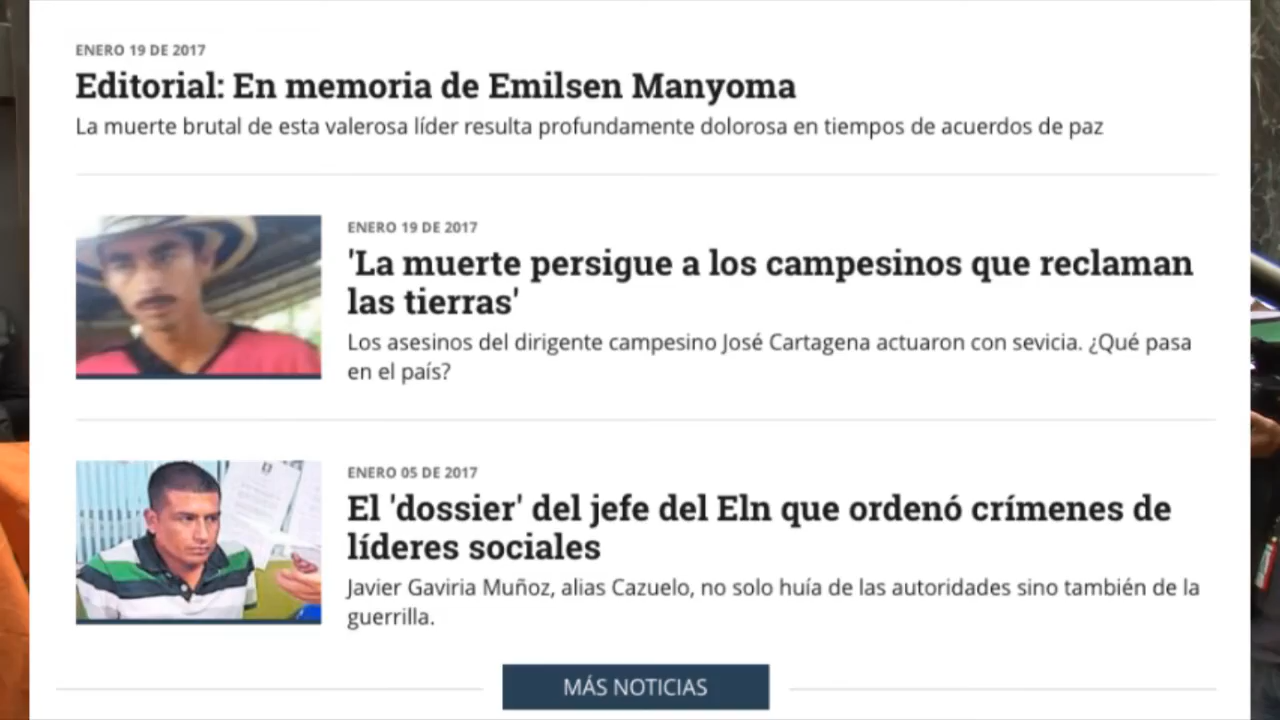 ENERO 19 DE 2017
Editorial: En memoria de Emilsen Manyoma
La muerte brutal de esta valerosa líder resulta profundamente dolorosa en tiempos de acuerdos de paz
ENERO 19 DE 2017
'La muerte persigue a los campesinos que reclaman
las tierras'
Los asesinos del dirigente campesino José Cartagena actuaron con sevicia. ¿Qué pasa
en el país?
ENERO 05 DE 2017
El 'dossier' del jefe del Eln que ordenó crímenes de
líderes sociales
Javier Gaviria Muñoz, alias Cazuelo, no solo huía de las autoridades sino también de la
guerrilla.
MÁS NOTICIAS